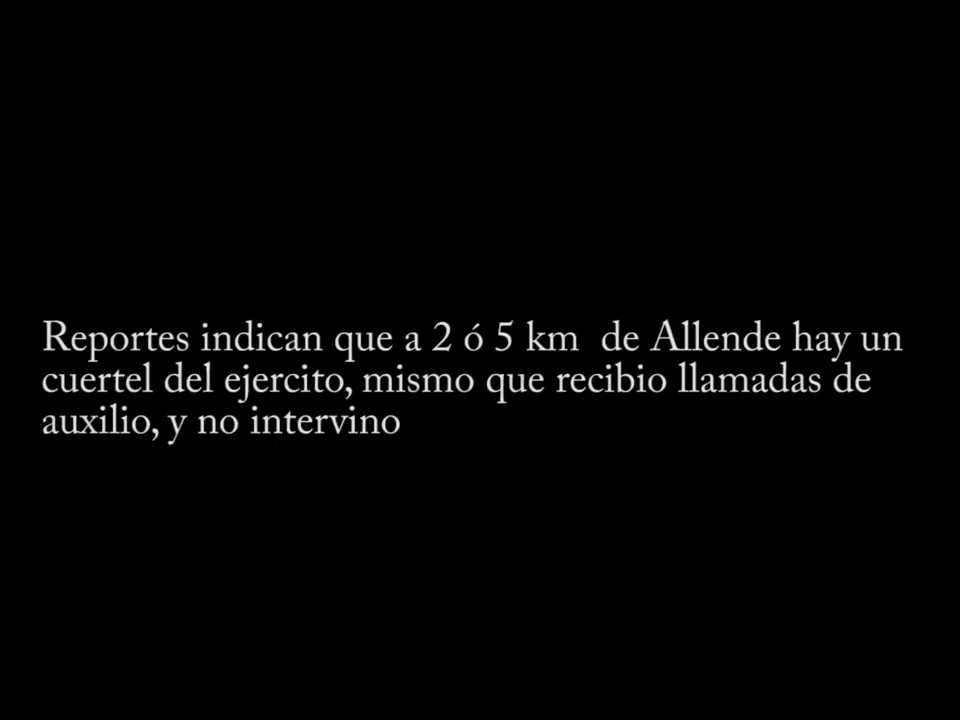 Reportes indican que a 2 ó 5 km  de Allende hay un
cuertel del ejercito, mismo que recibio llamadas de
auxilio, y no intervino